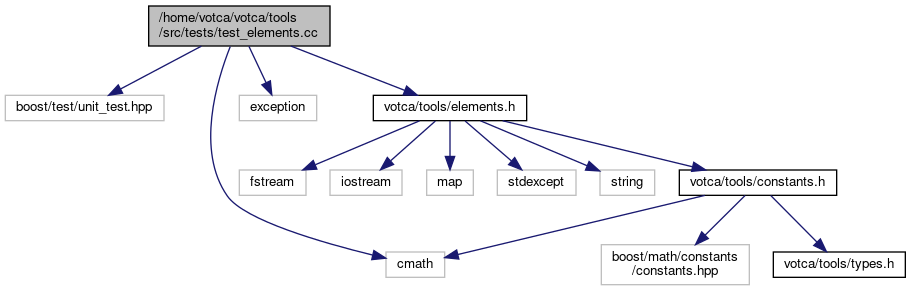 /home/votca/votca/tools
/src/tests/test_elements.cc
boost/test/unit_test.hpp
exception
votca/tools/elements.h
fstream
iostream
map
stdexcept
string
votca/tools/constants.h
cmath
boost/math/constants
/constants.hpp
votca/tools/types.h